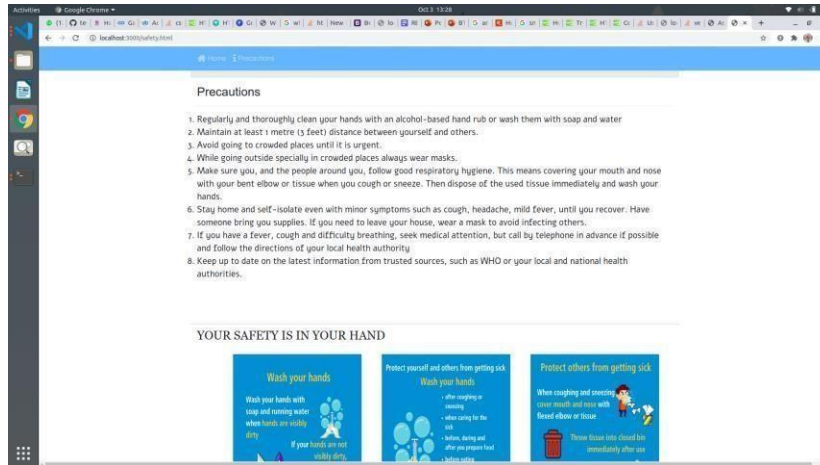 Activities
Google Chrome
Oct 3 13:28
localhost:3000/safety.html
Home
Precautions
Precautions
1. Regularly and thoroughly clean your hands with an alcohol-based hand rub or wash them with soap and water
2. Maintain at least 1 metre (3 feet) distance between yourself and others.
3. Avoid going to crowded places until it is urgent.
4. While going outside specially in crowded places always wear masks.
5. Make sure you, and the people around you, follow good respiratory hygiene. This means covering your mouth and nose
with your bent elbow or tissue when you cough or sneeze. Then dispose of the used tissue immediately and wash your
hands.
6. Stay home and self-isolate even with minor symptoms such as cough, headache, mild fever, until you recover. Have
someone bring you supplies. If you need to leave your house, wear a mask to avoid infecting others.
7. If you have a fever, cough and difficulty breathing, seek medical attention, but call by telephone in advance if possible
and follow the directions of your local health authority
8. Keep up to date on the latest information from trusted sources, such as WHO or your local and national health
authorities.
YOUR SAFETY IS IN YOUR HAND
Wash your hands
Wash your hands with
soap and running water
when hands are visibly
dirty
If your hands are not
visibly dirty,
Protect yourself and others from getting sick
Wash your hands
• after coughing or
sneezing
• when caring for the
sick
• before, during and
after you prepare food
• before eating
Protect others from getting sick
When coughing and sneezing
cover mouth and nose with
flexed elbow or tissue
Throw tissue into closed bin
immediately after use